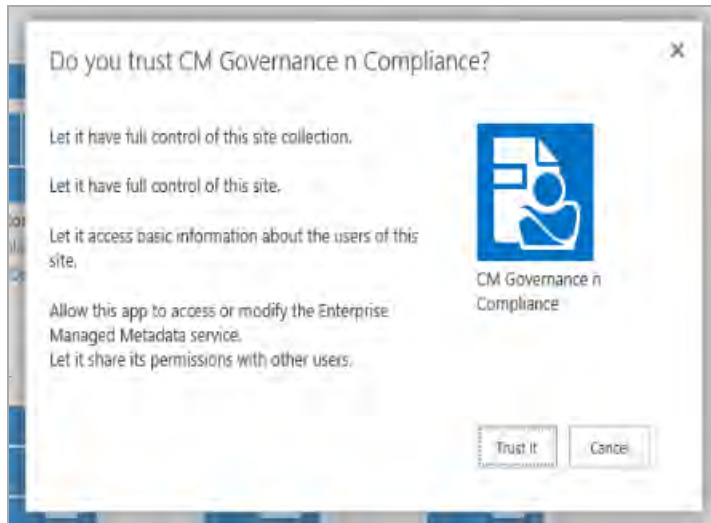 Do you trust CM Governance n Compliance?
Let it have full control of this site collection.
Let it have full control of this site.
Let it access basic information about the users of this
site.
Allow this app to access or modify the Enterprise
Managed Metadata service.
Let it share its permissions with other users.
CM Governance n
Compliance
Trust It
Cancel